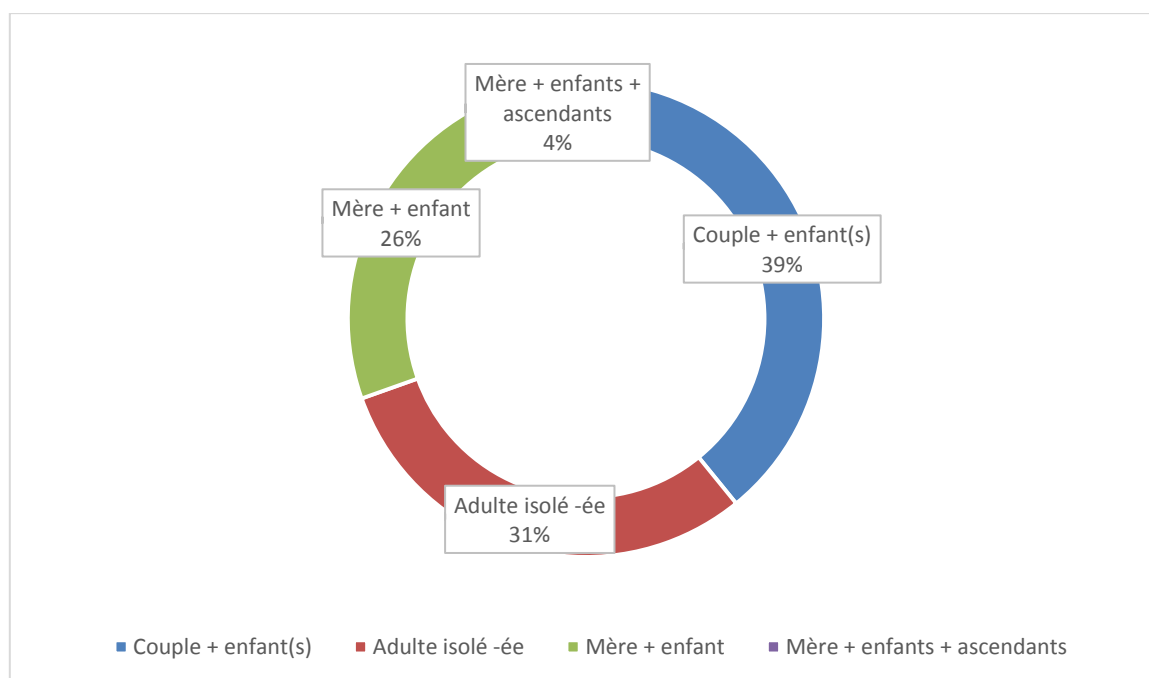 Mère + enfants +
ascendants
4%
Mère + enfant
26%
Couple + enfant(s)
39%
Adulte isolé -ée
31%
Couple + enfant(s) Adulte isolé -ée Mère + enfant Mère + enfants + ascendants